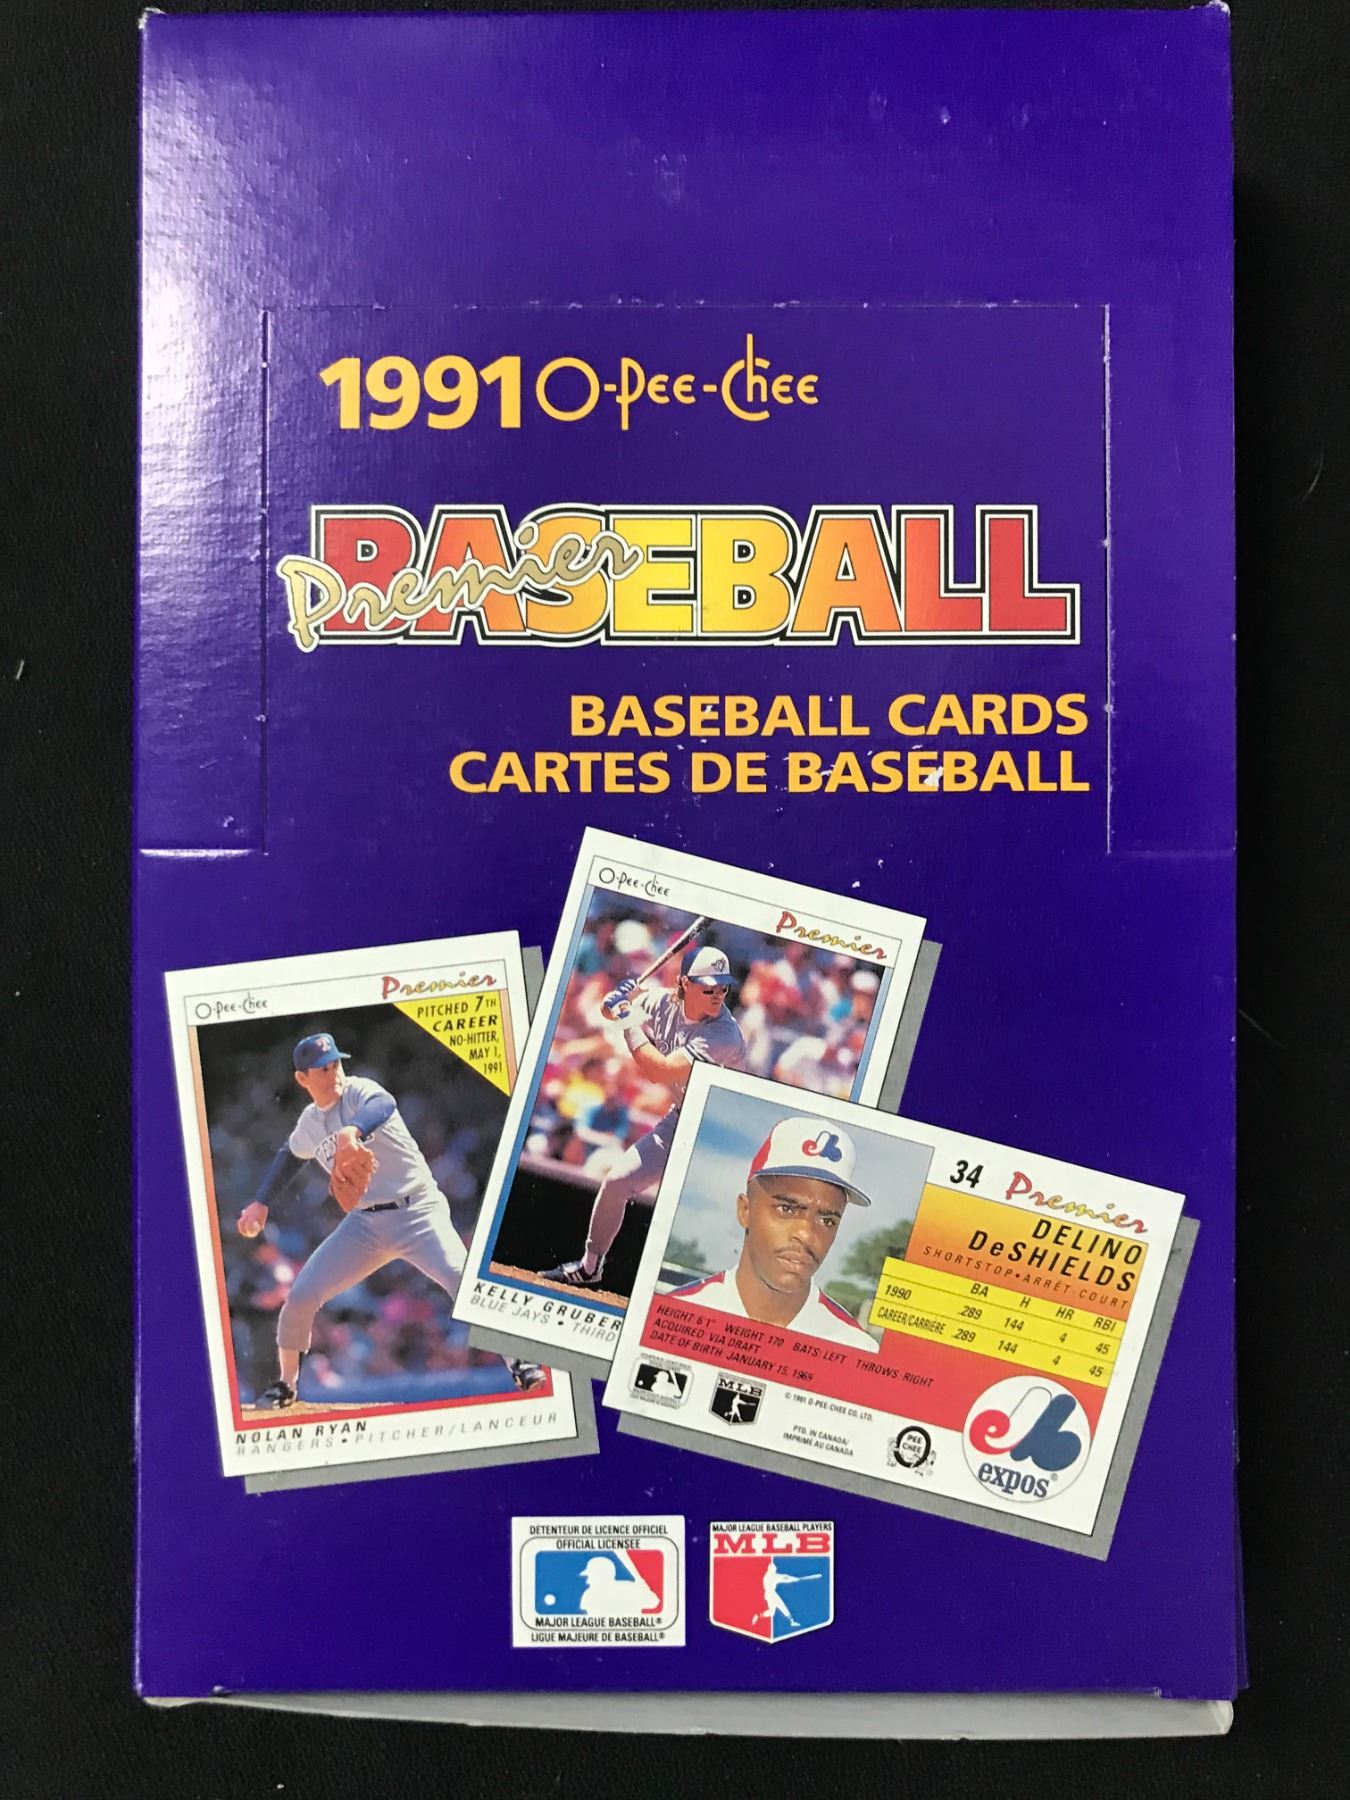 1991 O-Pee-Chee
Premier
BASEBALL
BASEBALL CARDS
CARTES DE BASEBALL
O-Pee-Chee
Premier
PITCHED 7TH
CAREER
NO-HITTER,
MAY 1,
1991
NOLAN RYAN
RANGERS • PITCHER/LANCEUR
O-Pee-Chee
Premier
KELLY GRUBER
BLUE JAYS • THIRD
34 Premier
DELINO
DeSHIELDS
SHORTSTOP • ARRÊT COURT
BA H HR RBI
1990 .289 144 4 45
CAREER/CARRIÈRE .289 144 4 45
HEIGHT: 6'1" WEIGHT: 170 BATS: LEFT THROWS: RIGHT
ACQUIRED: VIA DRAFT
DATE OF BIRTH: JANUARY 15, 1969
MLB
© 1991 O-PEE-CHEE CO. LTD.
PTD. IN CANADA/
IMPRIMÉ AU CANADA
PEE
CHEE
expos®
DÉTENTEUR DE LICENCE OFFICIEL
OFFICIAL LICENSEE
MAJOR LEAGUE BASEBALL®
LIGUE MAJEURE DE BASEBALL®
MAJOR LEAGUE BASEBALL PLAYERS
MLB